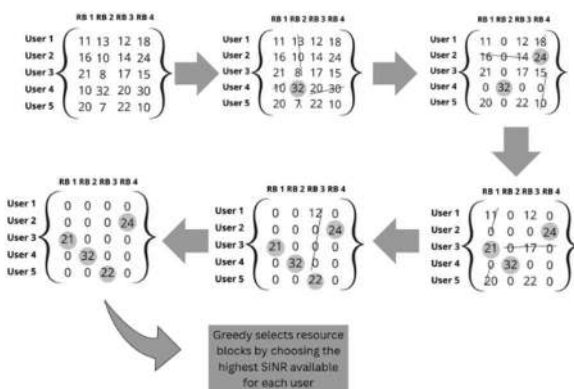 RB 1 RB 2 RB 3 RB 4
User 1 11 13 12 18
User 2 16 10 14 24
User 3 21 8 17 15
User 4 10 32 20 30
User 5 20 7 22 10
RB 1 RB 2 RB 3 RB 4
User 1 11 13 12 18
User 2 16 10 14 24
User 3 21 8 17 15
User 4 10 32 20 30
User 5 20 7 22 10
RB 1 RB 2 RB 3 RB 4
User 1 11 0 12 18
User 2 16 0 14 24
User 3 21 0 17 15
User 4 0 32 0 0
User 5 20 0 22 10
RB 1 RB 2 RB 3 RB 4
User 1 0 0 0 0
User 2 0 0 0 24
User 3 21 0 0 0
User 4 0 32 0 0
User 5 0 0 22 0
RB 1 RB 2 RB 3 RB 4
User 1 0 0 12 0
User 2 0 0 0 24
User 3 21 0 0 0
User 4 0 32 0 0
User 5 0 0 22 0
RB 1 RB 2 RB 3 RB 4
User 1 11 0 12 0
User 2 0 0 0 24
User 3 21 0 17 0
User 4 0 32 0 0
User 5 20 0 22 0
Greedy selects resource
blocks by choosing the
highest SINR available
for each user